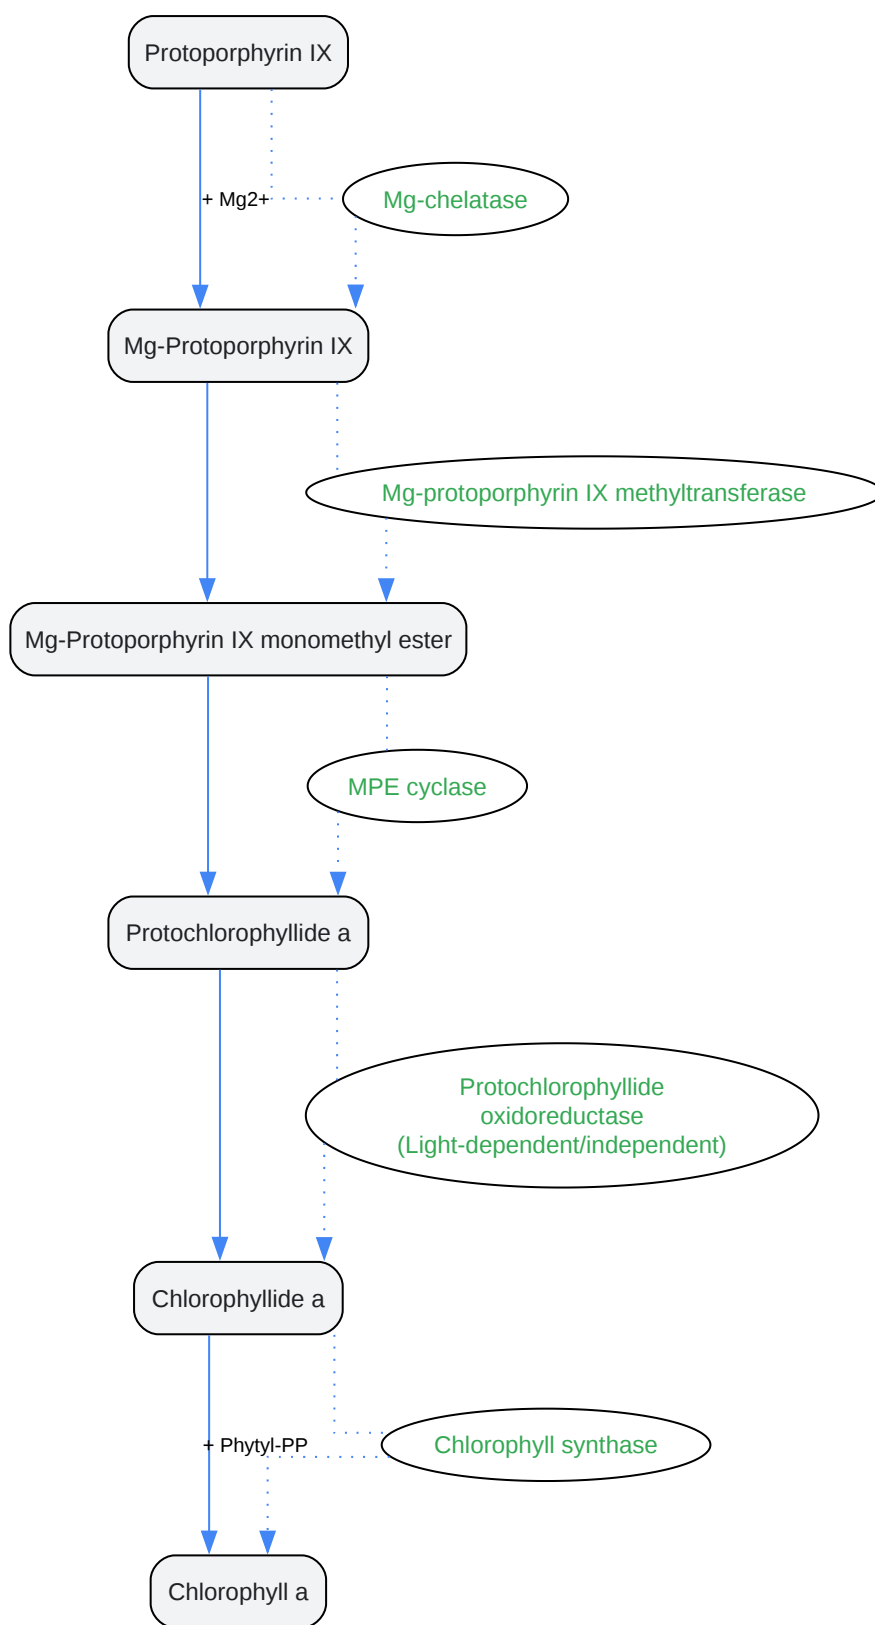 Protoporphyrin IX
+ Mg2+
Mg-chelatase
Mg-Protoporphyrin IX
Mg-protoporphyrin IX methyltransferase
Mg-Protoporphyrin IX monomethyl ester
MPE cyclase
Protochlorophyllide a
Protochlorophyllide
oxidoreductase
(Light-dependent/independent)
Chlorophyllide a
+ Phytyl-PP
Chlorophyll synthase
Chlorophyll a